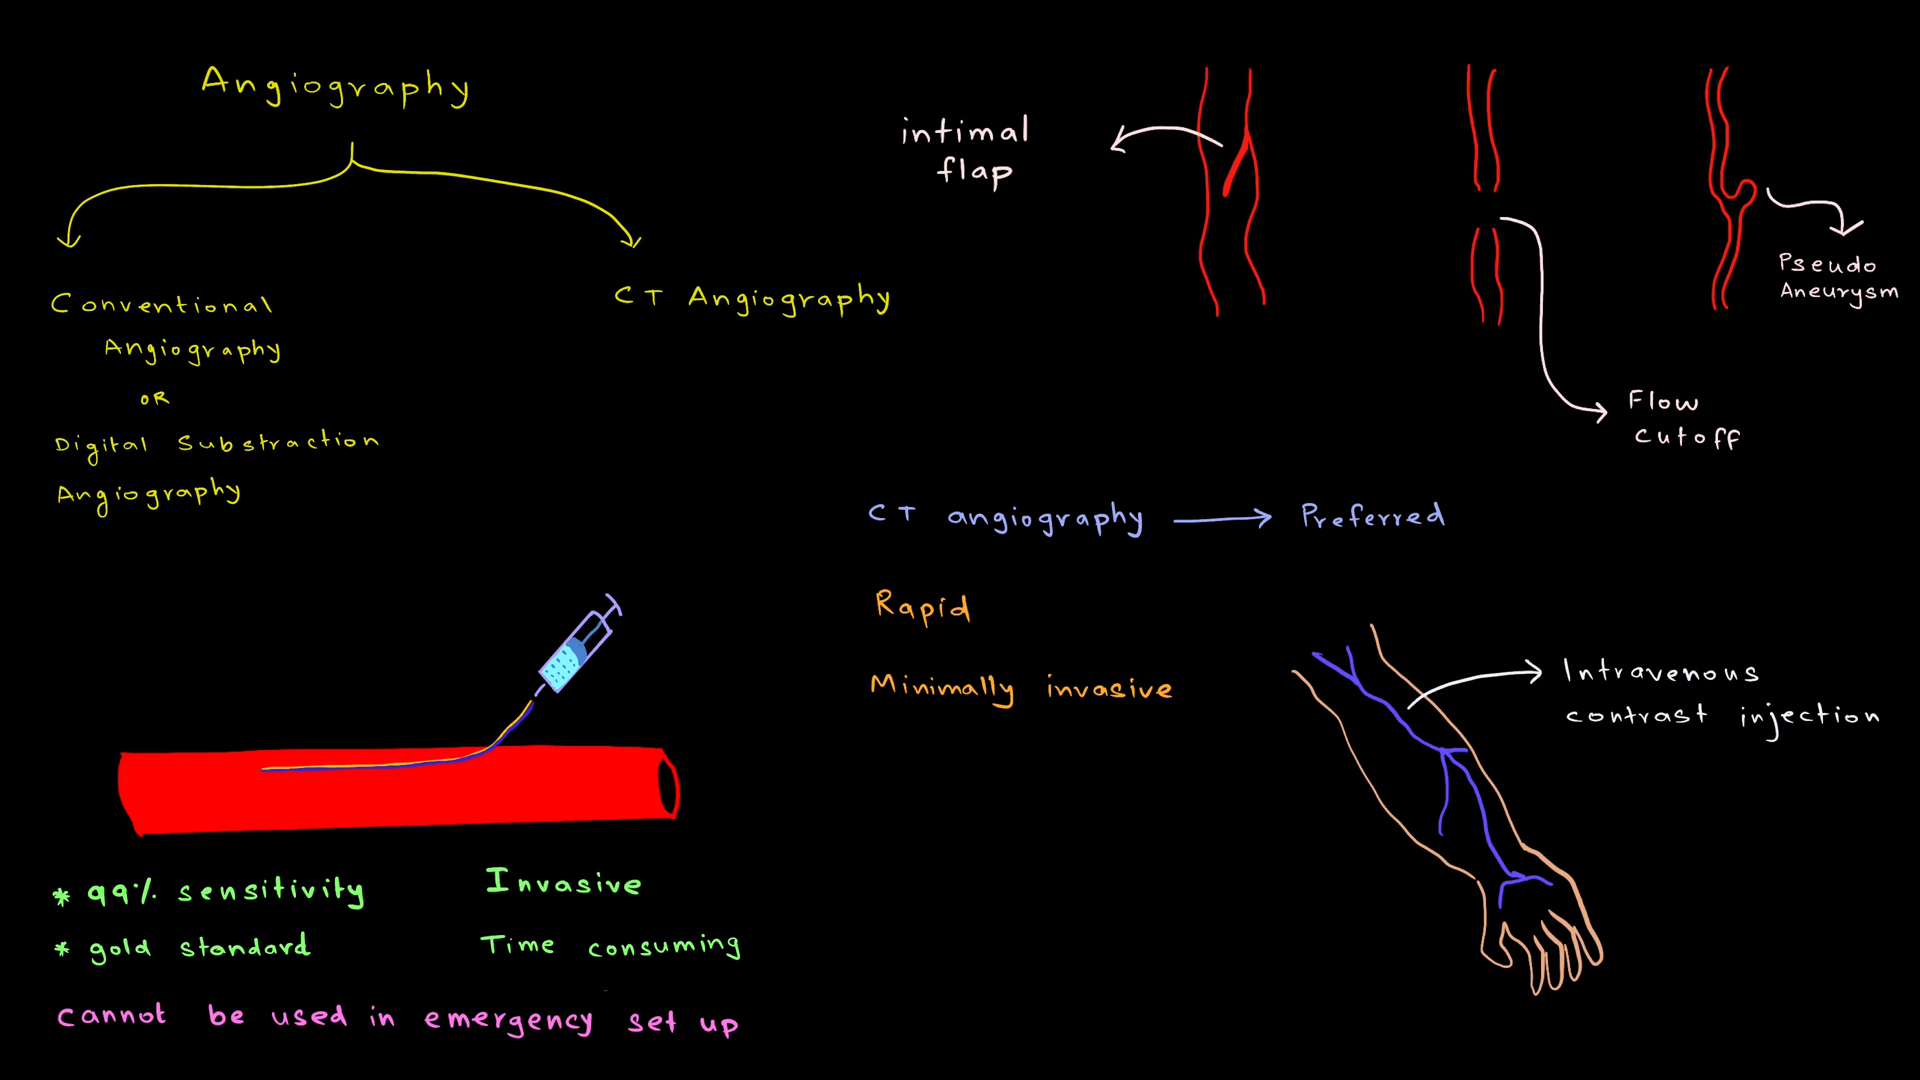 Angiography
Conventional
Angiography
OR
Digital Substraction
Angiography
CT Angiography
intimal
flap
Pseudo
Aneurysm
Flow
cutoff
CT angiography → Preferred
Rapid
Minimally invasive
Intravenous
contrast injection
* 99% sensitivity
* gold standard
Invasive
Time consuming
cannot be used in emergency set up